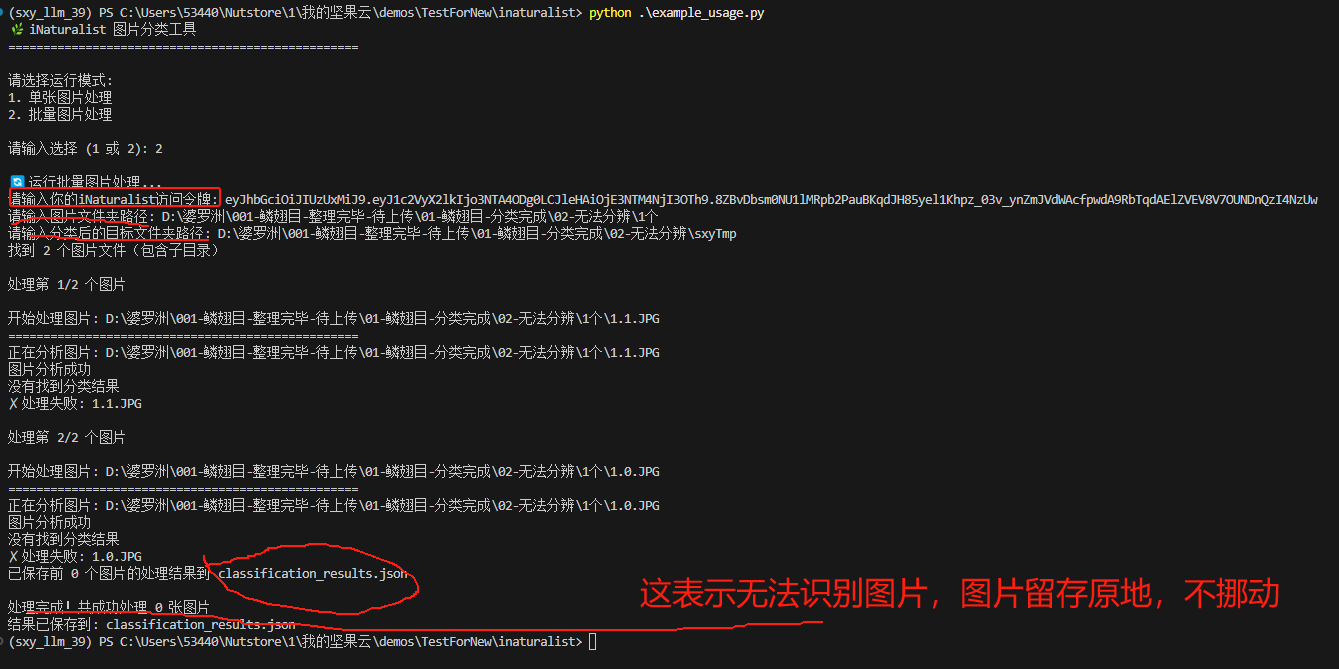 (sxy_llm_39) PS C:\Users\53440\Nutstore\1\我的坚果云\demos\TestForNew\inaturalist> python .\example_usage.py
🌿 iNaturalist 图片分类工具
==================================================
请选择运行模式:
1. 单张图片处理
2. 批量图片处理
请输入选择 (1 或 2): 2
🔄 运行批量图片处理...
请输入你的iNaturalist访问令牌: eyJhbGciOiJIUzUxMiJ9.eyJ1c2VyX2lkIjo3NTA4ODg0LCJleHAiOjE3NTM4NjI3OTh9.8ZBvDbsm0NU1lMRpb2PauBKqdJH85yel1Khpz_03v_ynZmJVdWAcfpwdA9RbTqdAElZVEV8V7OUNDnQzI4NzUw
请输入图片文件夹路径: D:\婆罗洲\001-鳞翅目-整理完毕-待上传\01-鳞翅目-分类完成\02-无法分辨\1个
请输入分类后的目标文件夹路径: D:\婆罗洲\001-鳞翅目-整理完毕-待上传\01-鳞翅目-分类完成\02-无法分辨\sxyTmp
找到 2 个图片文件（包含子目录）
处理第 1/2 个图片
开始处理图片: D:\婆罗洲\001-鳞翅目-整理完毕-待上传\01-鳞翅目-分类完成\02-无法分辨\1个\1.1.JPG
==================================================
正在分析图片: D:\婆罗洲\001-鳞翅目-整理完毕-待上传\01-鳞翅目-分类完成\02-无法分辨\1个\1.1.JPG
图片分析成功
没有找到分类结果
✗ 处理失败: 1.1.JPG
处理第 2/2 个图片
开始处理图片: D:\婆罗洲\001-鳞翅目-整理完毕-待上传\01-鳞翅目-分类完成\02-无法分辨\1个\1.0.JPG
==================================================
正在分析图片: D:\婆罗洲\001-鳞翅目-整理完毕-待上传\01-鳞翅目-分类完成\02-无法分辨\1个\1.0.JPG
图片分析成功
没有找到分类结果
✗ 处理失败: 1.0.JPG
已保存前 0 个图片的处理结果到 classification_results.json
这表示无法识别图片，图片留存原地，不挪动
处理完成! 共成功处理 0 张图片
结果已保存到: classification_results.json
(sxy_llm_39) PS C:\Users\53440\Nutstore\1\我的坚果云\demos\TestForNew\inaturalist>